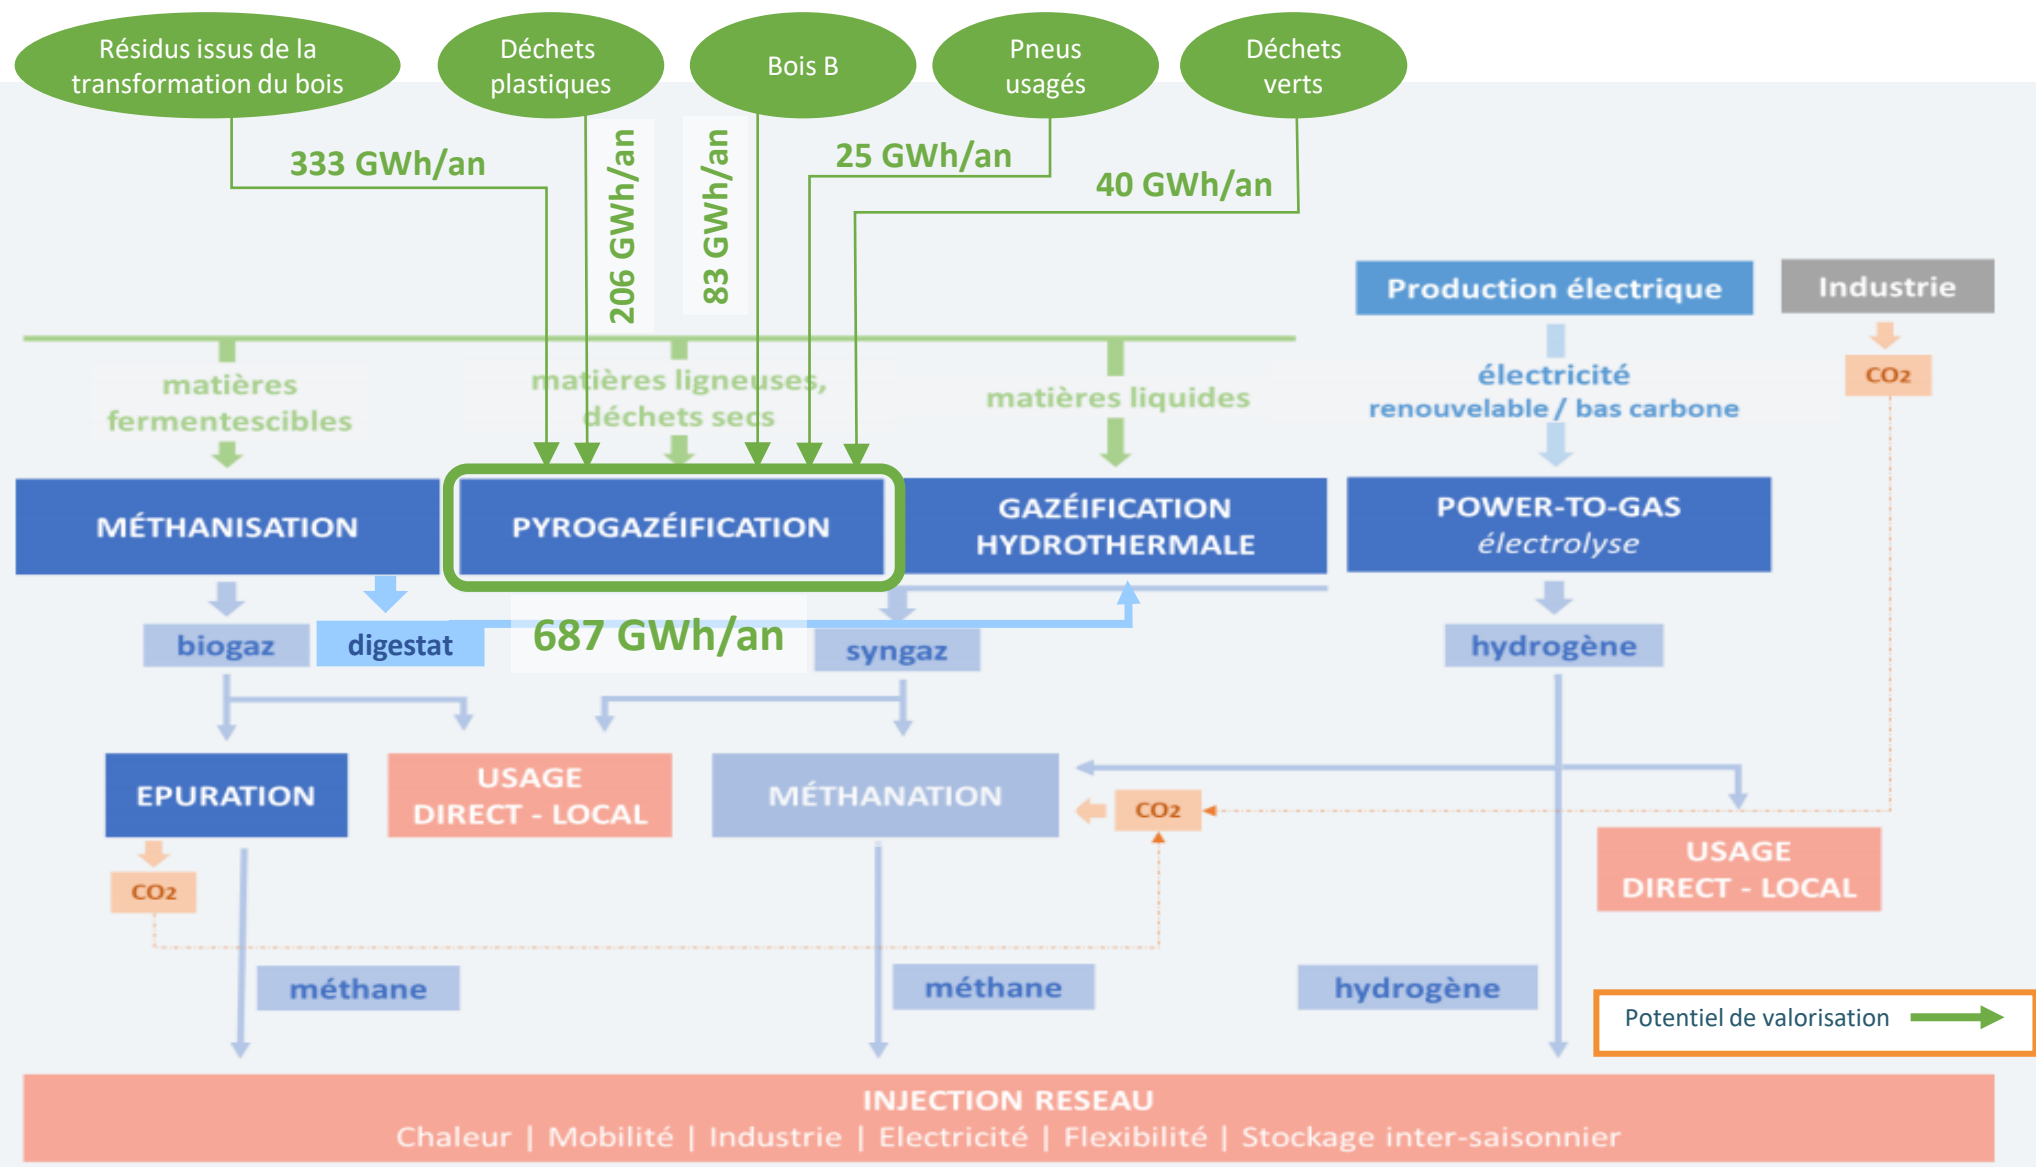 Résidus issus de la
transformation du bois
Déchets
plastiques
Bois B
Pneus
usagés
Déchets
verts
333 GWh/an
206 GWh/an
83 GWh/an
25 GWh/an
40 GWh/an
Production électrique
Industrie
matières
fermentescibles
matières ligneuses,
déchets secs
matières liquides
électricité
renouvelable / bas carbone
CO2
MÉTHANISATION
PYROGAZÉIFICATION
GAZÉIFICATION
HYDROTHERMALE
POWER-TO-GAS
électrolyse
biogaz
digestat
687 GWh/an
syngaz
hydrogène
EPURATION
USAGE
DIRECT - LOCAL
MÉTHANATION
CO2
USAGE
DIRECT - LOCAL
CO2
méthane
méthane
hydrogène
Potentiel de valorisation
INJECTION RESEAU
Chaleur | Mobilité | Industrie | Electricité | Flexibilité | Stockage inter-saisonnier